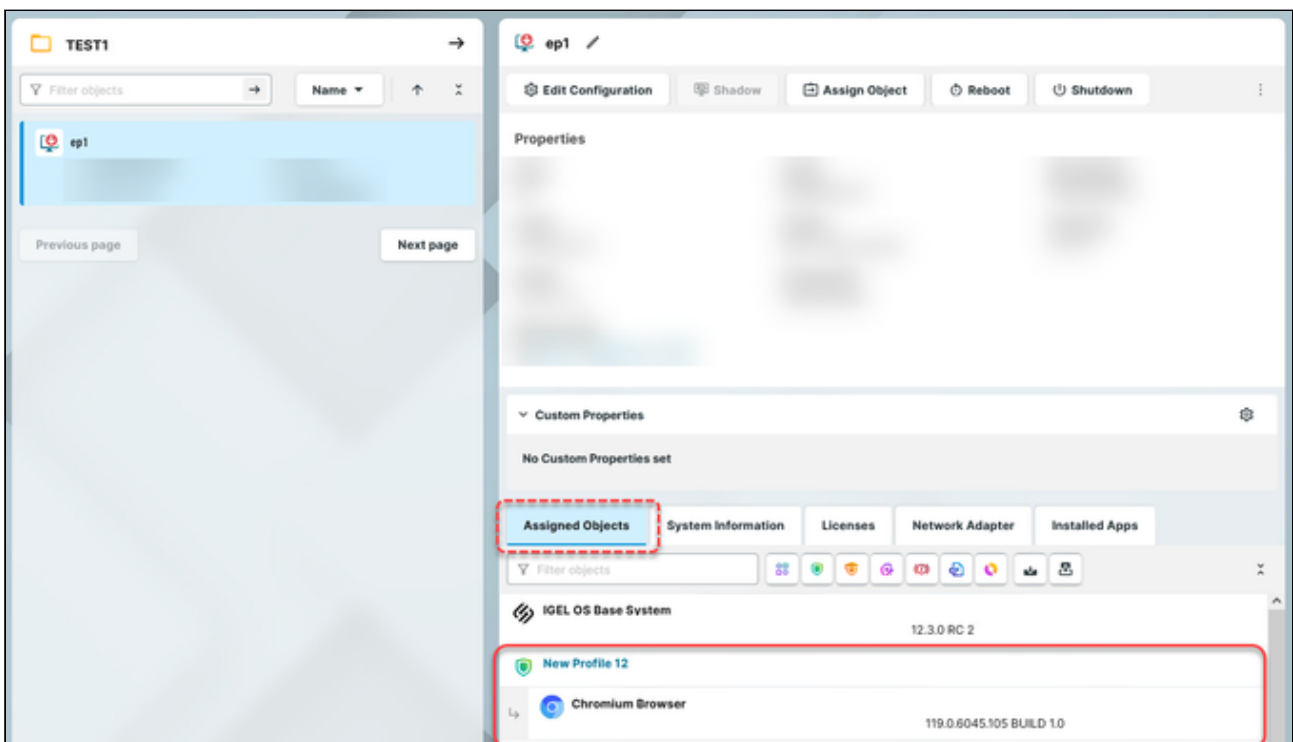 TEST1
Filter objects
Name
ep1
Previous page
Next page
ep1
Edit Configuration
Shadow
Assign Object
Reboot
Shutdown
Properties
Custom Properties
No Custom Properties set
Assigned Objects
System Information
Licenses
Network Adapter
Installed Apps
Filter objects
IGEL OS Base System
12.3.0 RC 2
New Profile 12
Chromium Browser
119.0.6045.105 BUILD 1.0